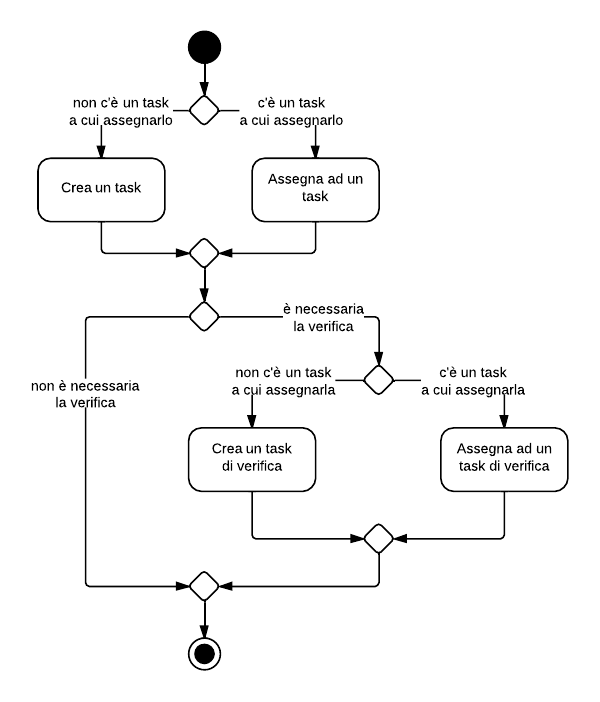 non c'è un task
a cui assegnarlo
c'è un task
a cui assegnarlo
Crea un task
Assegna ad un
task
è necessaria
la verifica
non è necessaria
la verifica
non c'è un task
a cui assegnarla
c'è un task
a cui assegnarla
Crea un task
di verifica
Assegna ad un
task di verifica